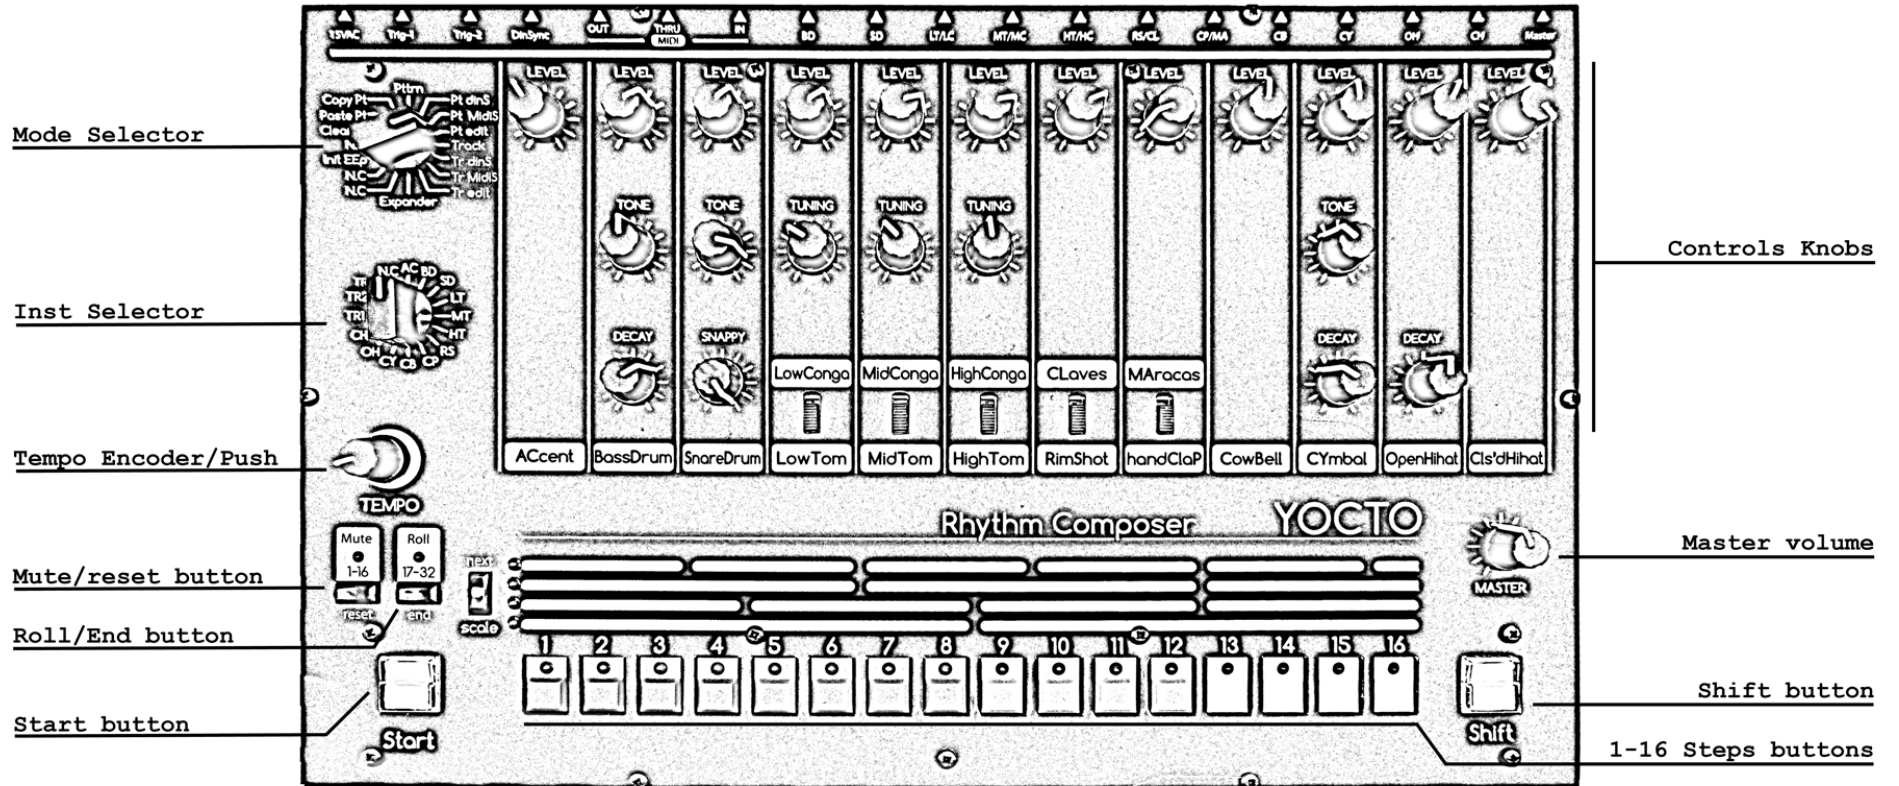 15VAC Trig-1 Trig-2 DinSync OUT THRU IN BD SD LT/LC MT/MC HT/HC RS/CL CP/MA CB CY OH CH Master
MIDI
LEVEL LEVEL LEVEL LEVEL LEVEL LEVEL LEVEL LEVEL LEVEL LEVEL LEVEL LEVEL
Pttrn
Copy Pt Pt dinS
Paste Pt Pt MidiS
Clear Pt edit
Mode Selector
Track
Init EEp Tr dinS
N.C Tr MidiS
N.C Tr edit
Expander
TONE TONE TUNING TUNING TUNING TONE
Controls Knobs
N.C AC BD
SD
TR2 LT
Inst Selector
TR1 MT
CH HT
OH CY CB CP RS
DECAY SNAPPY DECAY DECAY
LowConga MidConga HighConga CLaves MAracas
Tempo Encoder/Push
ACcent BassDrum SnareDrum LowTom MidTom HighTom RimShot handClaP CowBell CYmbal OpenHihat Cls'dHihat
TEMPO
Rhythm Composer YOCTO
Mute Roll
1-16 17-32
next
Master volume
Mute/reset button
MASTER
reset end
scale
Roll/End button
1 2 3 4 5 6 7 8 9 10 11 12 13 14 15 16
Shift button
Start button
Start
Shift
1-16 Steps buttons